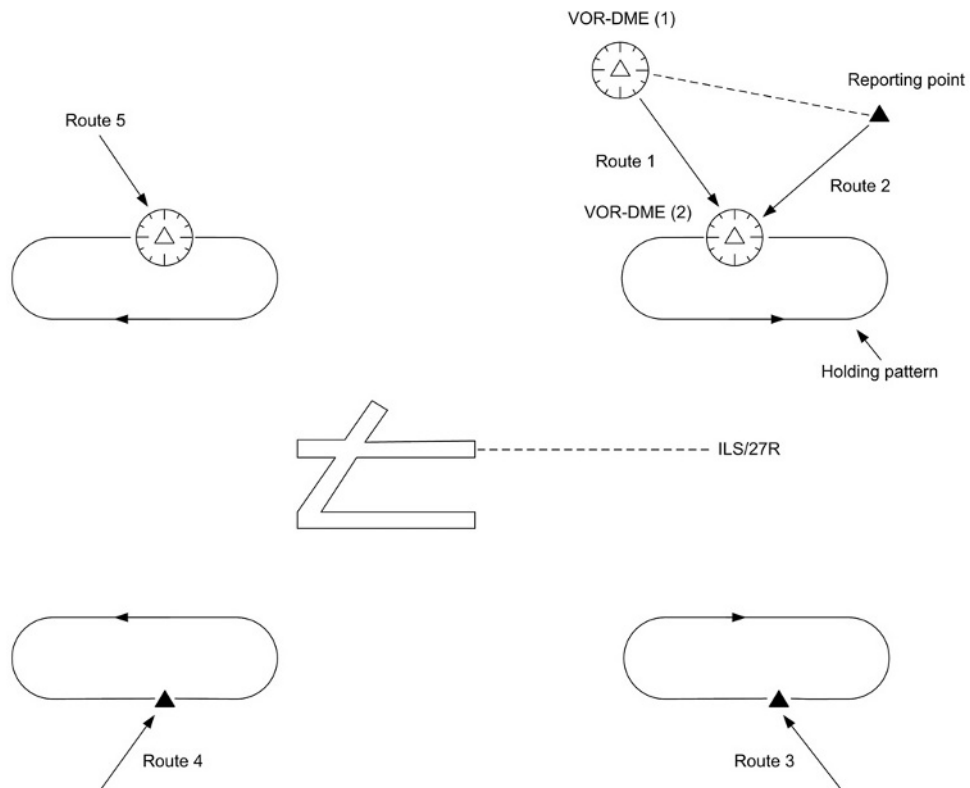 VOR-DME (1)
Reporting point
Route 5
Route 1
Route 2
VOR-DME (2)
Holding pattern
ILS/27R
Route 4
Route 3